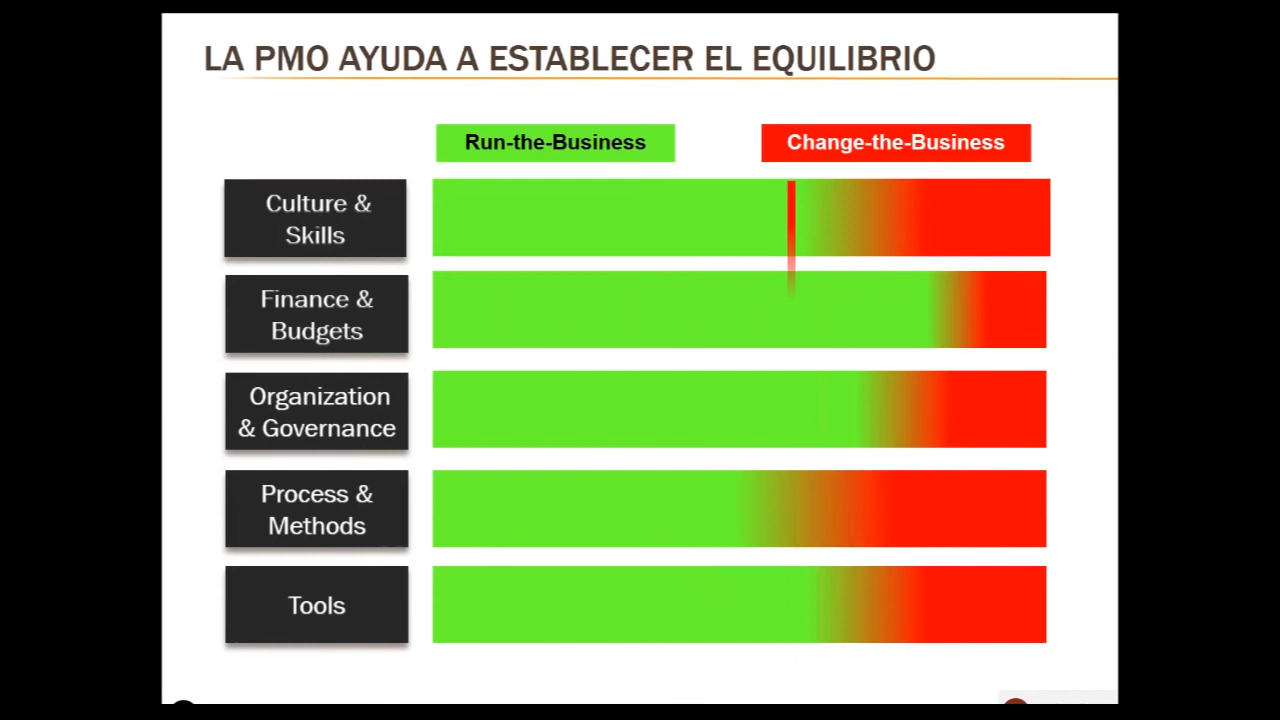 LA PMO AYUDA A ESTABLECER EL EQUILIBRIO
Run-the-Business
Change-the-Business
Culture &
Skills
Finance &
Budgets
Organization
& Governance
Process &
Methods
Tools